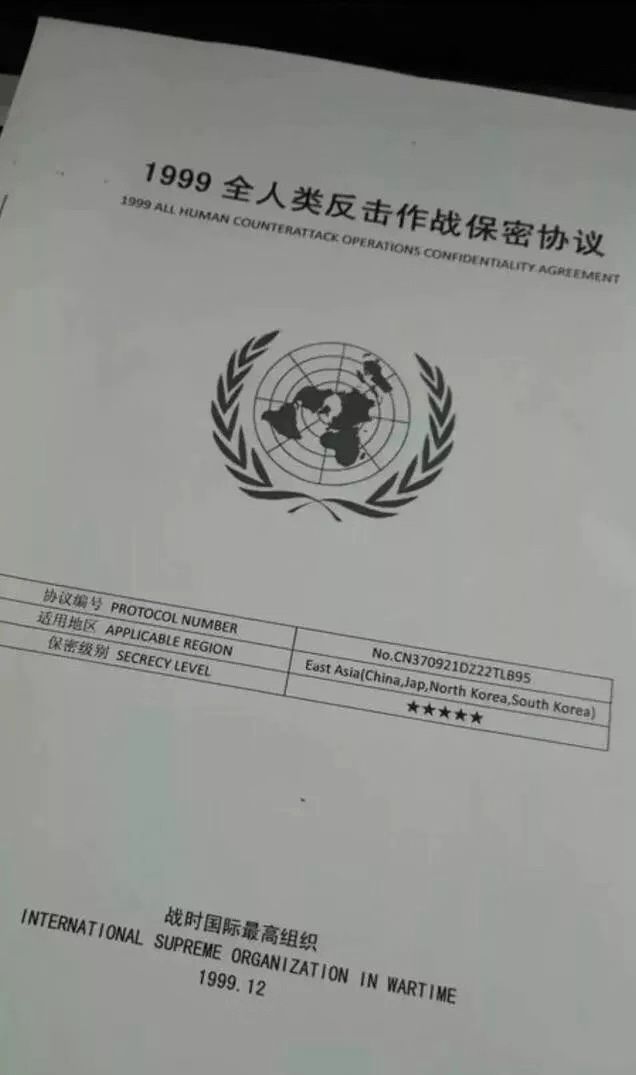 1999 全人类反击作战保密协议
1999 ALL HUMAN COUNTERATTACK OPERATIONS CONFIDENTIALITY AGREEMENT
协议编号 PROTOCOL NUMBER No.CN370921DZ22TLB95
适用地区 APPLICABLE REGION East Asia(China,Jap,North Korea,South Korea)
保密级别 SECRECY LEVEL ★★★★★
战时国际最高组织
INTERNATIONAL SUPREME ORGANIZATION IN WARTIME
1999.12